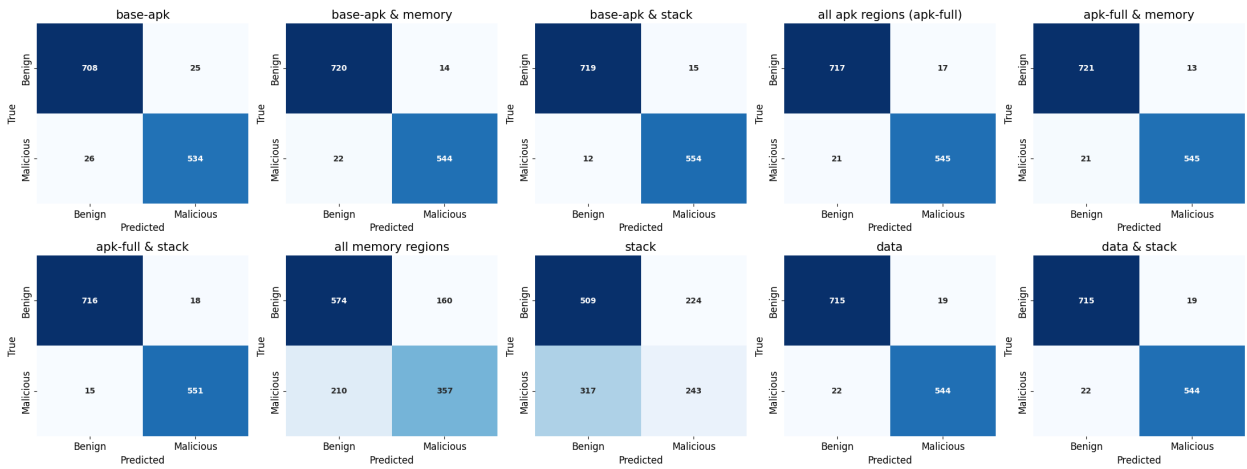 base-apk
Benign
708
25
True
Malicious
26
534
Benign
Malicious
Predicted
base-apk & memory
Benign
720
14
True
Malicious
22
544
Benign
Malicious
Predicted
base-apk & stack
Benign
719
15
True
Malicious
12
554
Benign
Malicious
Predicted
all apk regions (apk-full)
Benign
717
17
True
Malicious
21
545
Benign
Malicious
Predicted
apk-full & memory
Benign
721
13
True
Malicious
21
545
Benign
Malicious
Predicted
apk-full & stack
Benign
716
18
True
Malicious
15
551
Benign
Malicious
Predicted
all memory regions
Benign
574
160
True
Malicious
210
357
Benign
Malicious
Predicted
stack
Benign
509
224
True
Malicious
317
243
Benign
Malicious
Predicted
data
Benign
715
19
True
Malicious
22
544
Benign
Malicious
Predicted
data & stack
Benign
715
19
True
Malicious
22
544
Benign
Malicious
Predicted